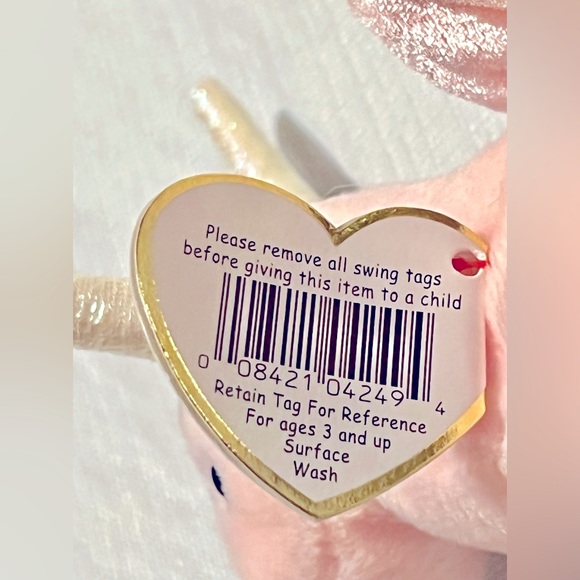 Please remove all swing tags
before giving this item to a child
0 08421 04249 4
Retain Tag For Reference
For ages 3 and up
Surface
Wash